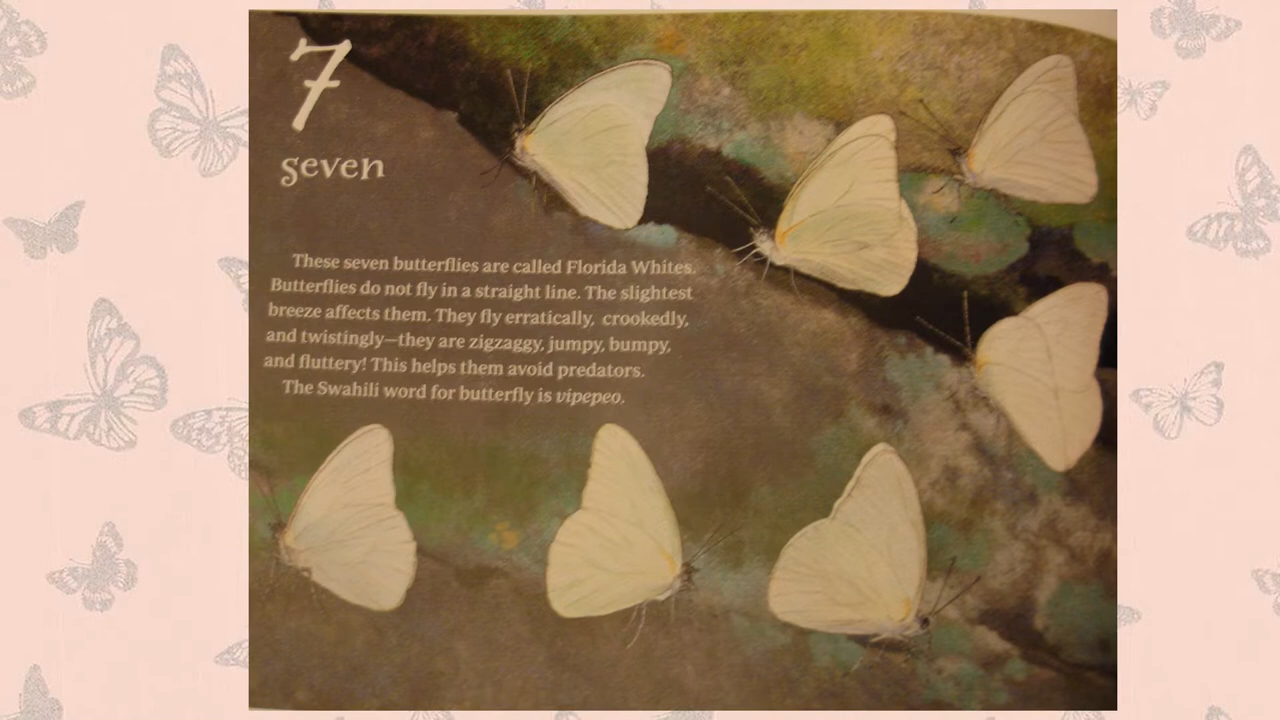 7
seven
These seven butterflies are called Florida Whites.
Butterflies do not fly in a straight line. The slightest
breeze affects them. They fly erratically, crookedly,
and twistingly—they are zigzaggy, jumpy, bumpy,
and fluttery! This helps them avoid predators.
The Swahili word for butterfly is vipepeo.